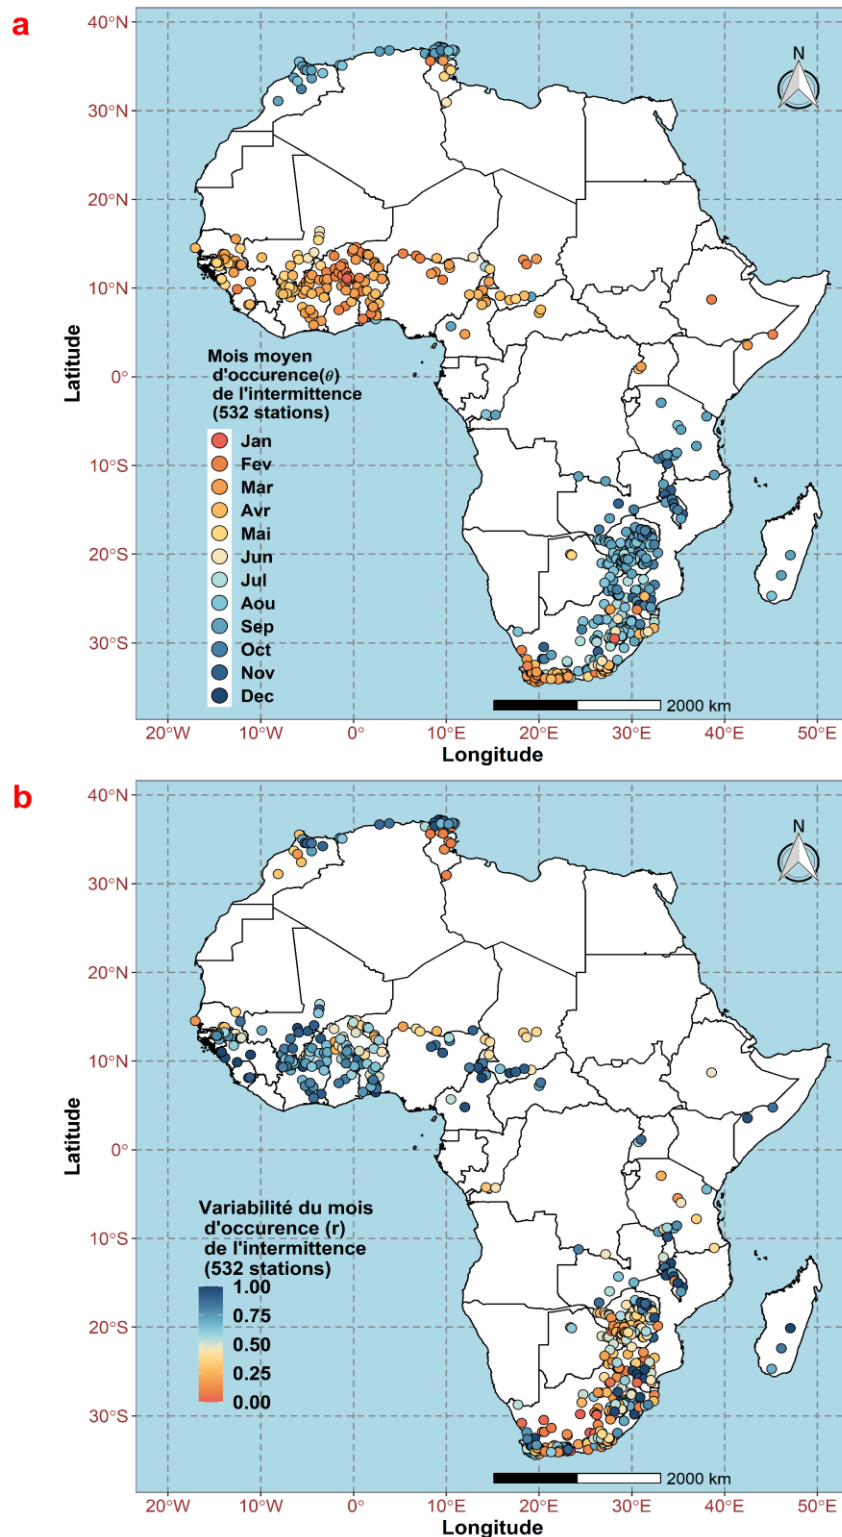 a
40°N
30°N
20°N
10°N
0°
10°S
20°S
30°S
Latitude
N
Mois moyen
d'occurence(θ)
de l'intermittence
(532 stations)
Jan
Fev
Mar
Avr
Mai
Jun
Jul
Aou
Sep
Oct
Nov
Dec
2000 km
20°W 10°W 0° 10°E 20°E 30°E 40°E 50°E
Longitude
b
40°N
30°N
20°N
10°N
0°
10°S
20°S
30°S
Latitude
N
Variabilité du mois
d'occurence (r)
de l'intermittence
(532 stations)
1.00
0.75
0.50
0.25
0.00
2000 km
20°W 10°W 0° 10°E 20°E 30°E 40°E 50°E
Longitude